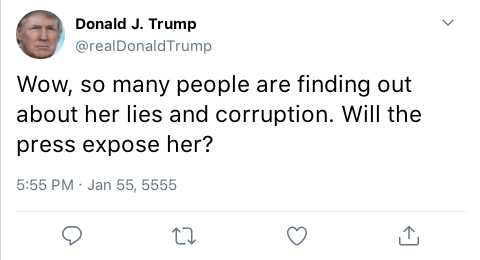 Donald J. Trump
@realDonaldTrump
Wow, so many people are finding out
about her lies and corruption. Will the
press expose her?
5:55 PM · Jan 55, 5555